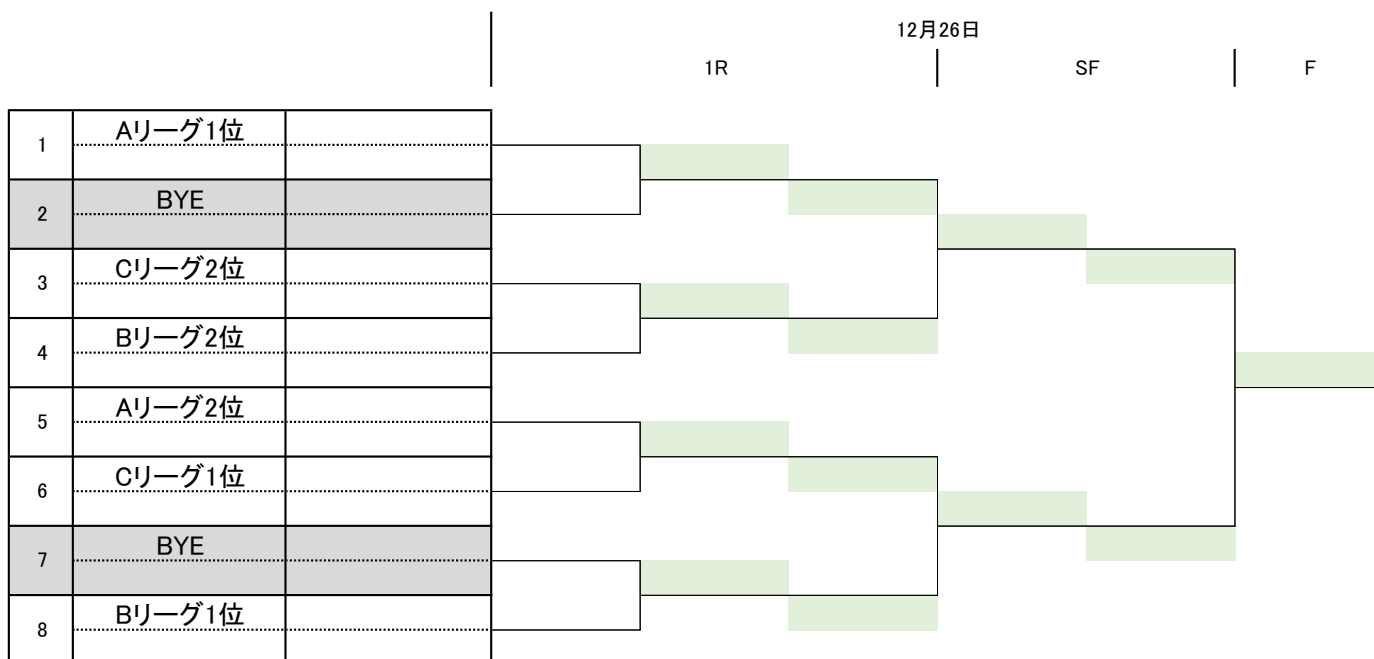 12月26日
1R SF F
1 Aリーグ1位
2 BYE
3 Cリーグ2位
4 Bリーグ2位
5 Aリーグ2位
6 Cリーグ1位
7 BYE
8 Bリーグ1位